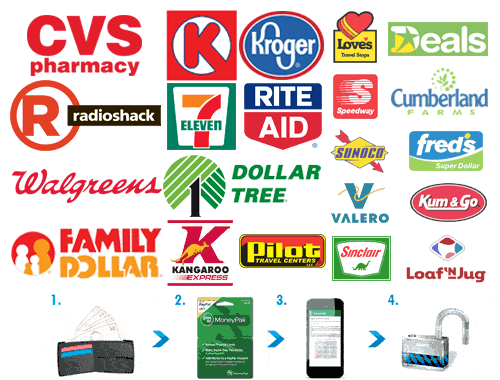 CVS
pharmacy
K
Kroger
Love's
Travel Stops
Deals
R
radioshack
7
ELEVEN
RITE
AID
S
Speedway
Cumberland
FARMS
SUNOCO
fred's
Super Dollar
Walgreens
1
DOLLAR
TREE
VALERO
Kum & Go
FAMILY
DOLLAR
K
KANGAROO
EXPRESS
Pilot
TRAVEL CENTERS
Sinclair
Loaf 'N Jug
1.
2.
3.
4.
MoneyPak